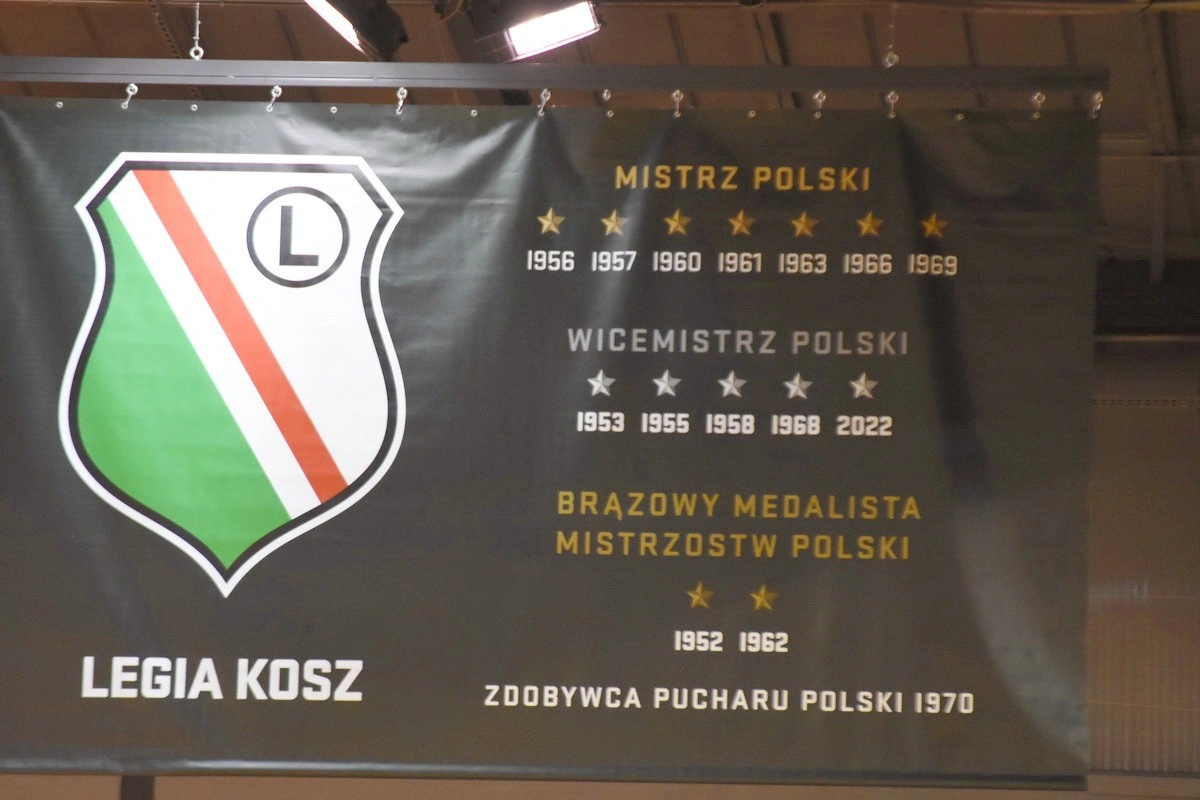 L
LEGIA KOSZ
MISTRZ POLSKI
1956 1957 1960 1961 1963 1966 1969
WICEMISTRZ POLSKI
1953 1955 1958 1968 2022
BRĄZOWY MEDALISTA
MISTRZOSTW POLSKI
1952 1962
ZDOBYWCA PUCHARU POLSKI 1970